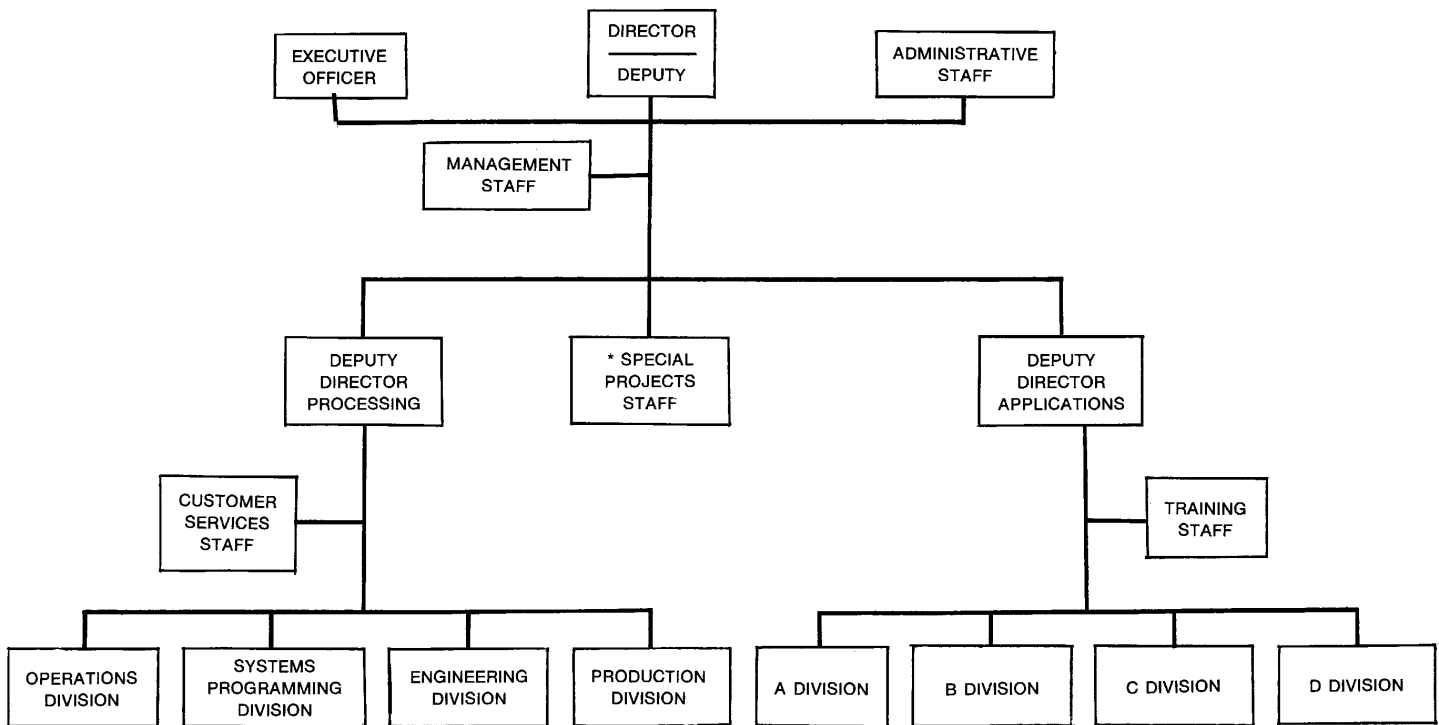 EXECUTIVE
OFFICER
DIRECTOR
DEPUTY
ADMINISTRATIVE
STAFF
MANAGEMENT
STAFF
DEPUTY
DIRECTOR
PROCESSING
* SPECIAL
PROJECTS
STAFF
DEPUTY
DIRECTOR
APPLICATIONS
CUSTOMER
SERVICES
STAFF
TRAINING
STAFF
OPERATIONS
DIVISION
SYSTEMS
PROGRAMMING
DIVISION
ENGINEERING
DIVISION
PRODUCTION
DIVISION
A DIVISION
B DIVISION
C DIVISION
D DIVISION